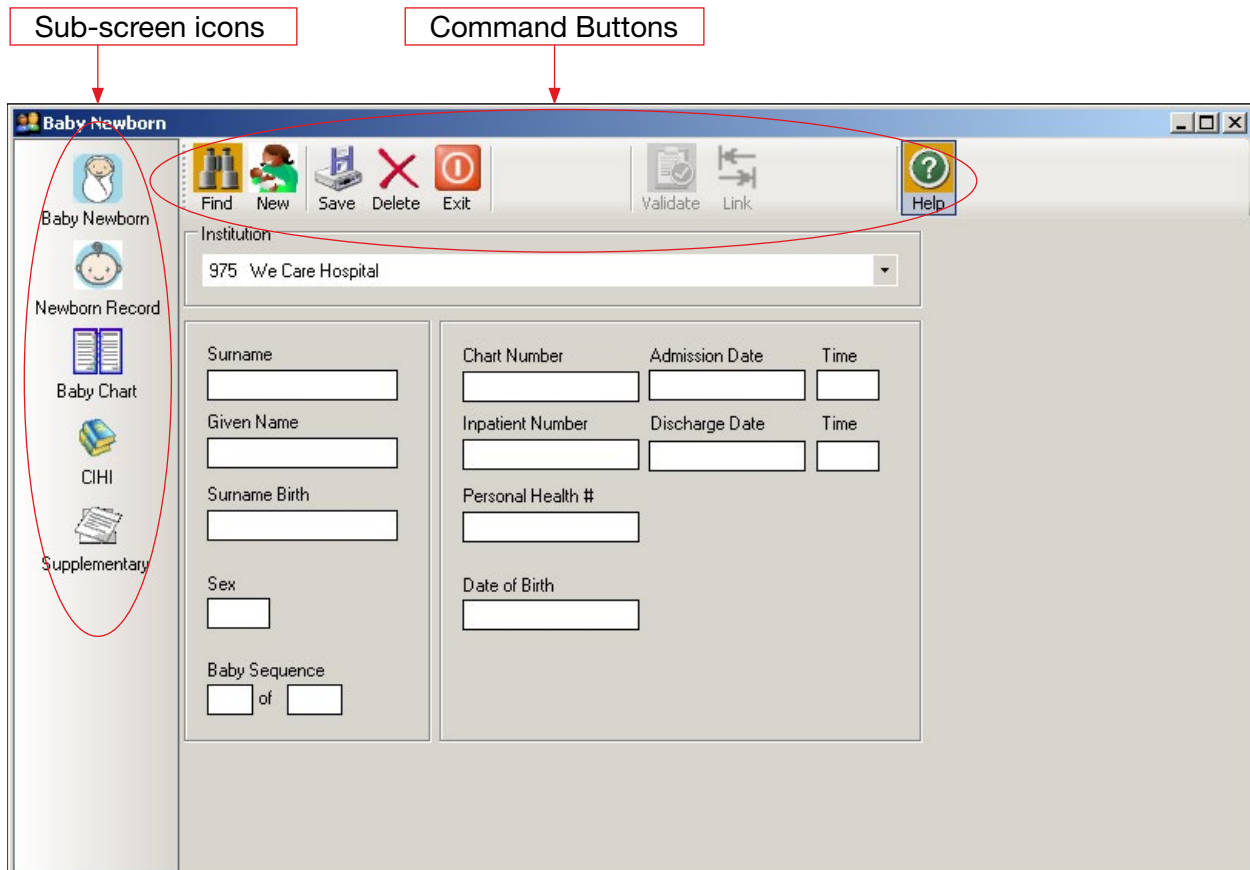 Sub-screen icons
Command Buttons
Baby Newborn
Find New Save Delete Exit Validate Link Help
Baby Newborn
Newborn Record
Baby Chart
CIHI
Supplementary
Institution
975 We Care Hospital
Surname
Given Name
Surname Birth
Sex
Baby Sequence
of
Chart Number Admission Date Time
Inpatient Number Discharge Date Time
Personal Health #
Date of Birth